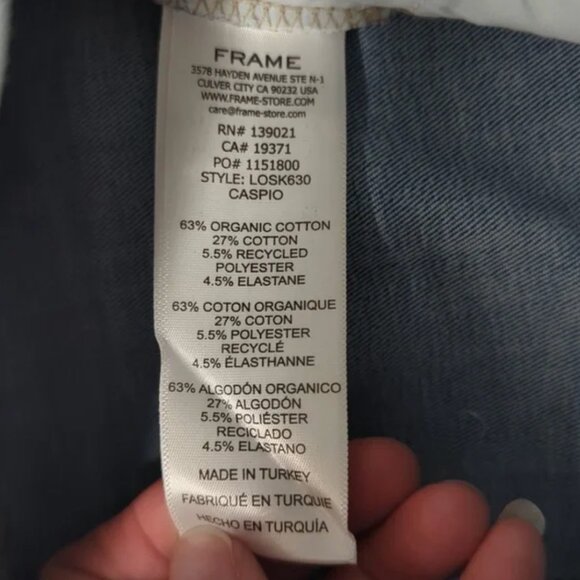 FRAME
3578 HAYDEN AVENUE STE N-1
CULVER CITY CA 90232 USA
WWW.FRAME-STORE.COM
care@frame-store.com
RN# 139021
CA# 19371
PO# 1151800
STYLE: LOSK630
CASPIO
63% ORGANIC COTTON
27% COTTON
5.5% RECYCLED
POLYESTER
4.5% ELASTANE
63% COTON ORGANIQUE
27% COTON
5.5% POLYESTER
RECYCLÉ
4.5% ÉLASTHANNE
63% ALGODÓN ORGANICO
27% ALGODÓN
5.5% POLIÉSTER
RECICLADO
4.5% ELASTANO
MADE IN TURKEY
FABRIQUÉ EN TURQUIE
HECHO EN TURQUÍA